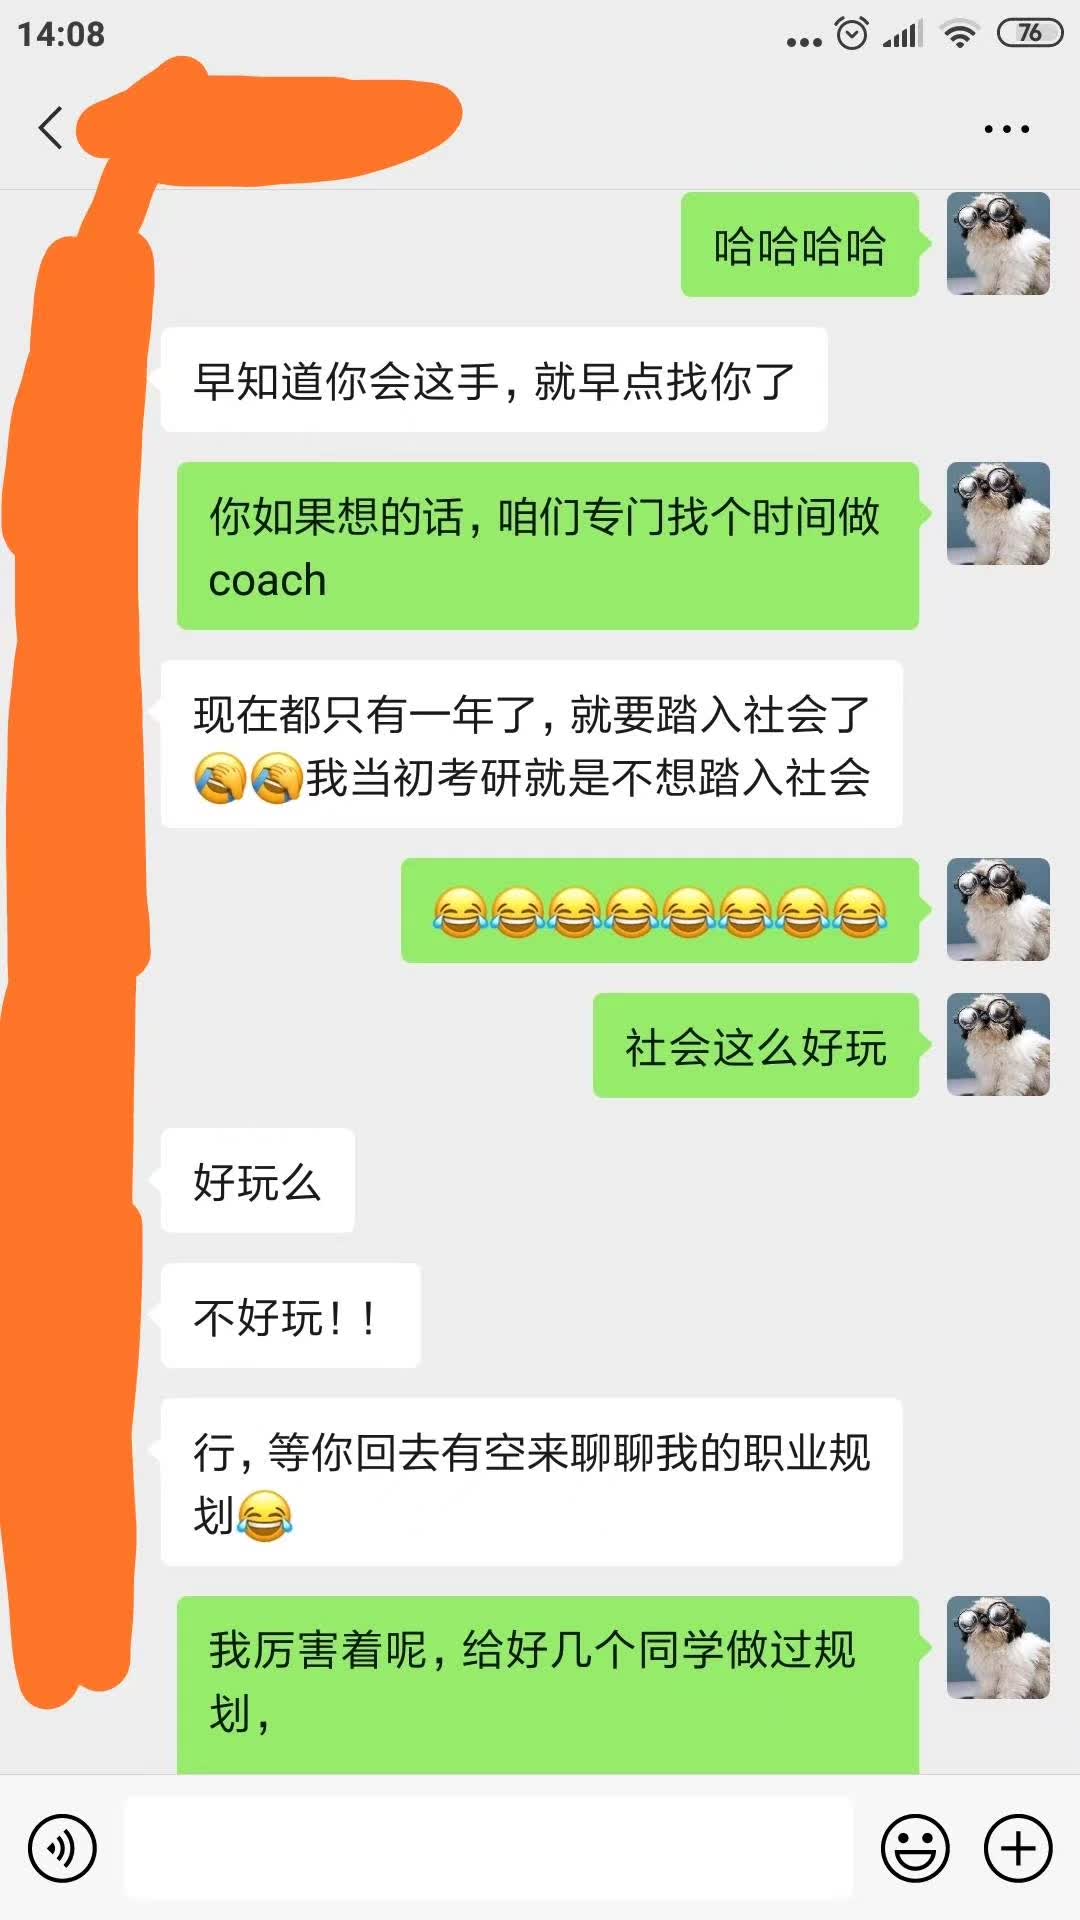 14:08
76
哈哈哈哈
早知道你会这手，就早点找你了
你如果想的话，咱们专门找个时间做
coach
现在都只有一年了，就要踏入社会了
🤦🤦我当初考研就是不想踏入社会
😂😂😂😂😂😂😂😂
社会这么好玩
好玩么
不好玩！！
行，等你回去有空来聊聊我的职业规
划😂
我厉害着呢，给好几个同学做过规
划，